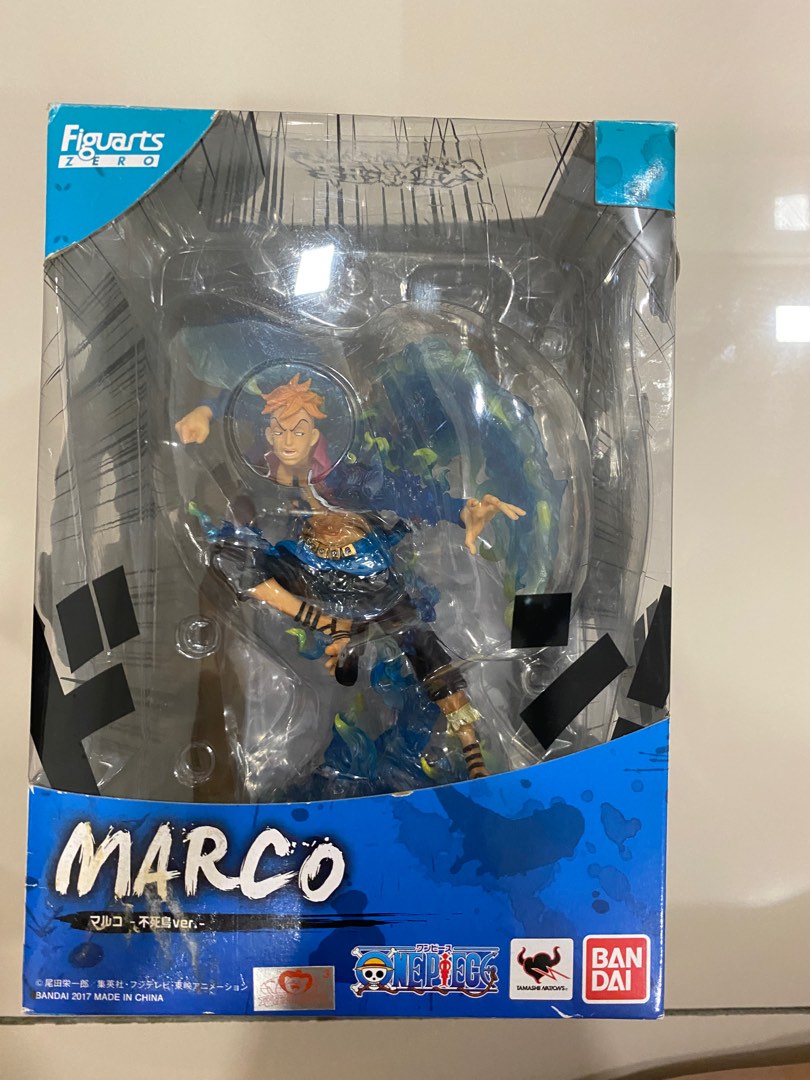 Figuarts
ZERO
MARCO
マルコ -不死鳥ver.-
ワンピース
ONE PIECE
TAMASHII NATIONS
BAN
DAI
©尾田栄一郎/集英社・フジテレビ・東映アニメーション
BANDAI 2017 MADE IN CHINA